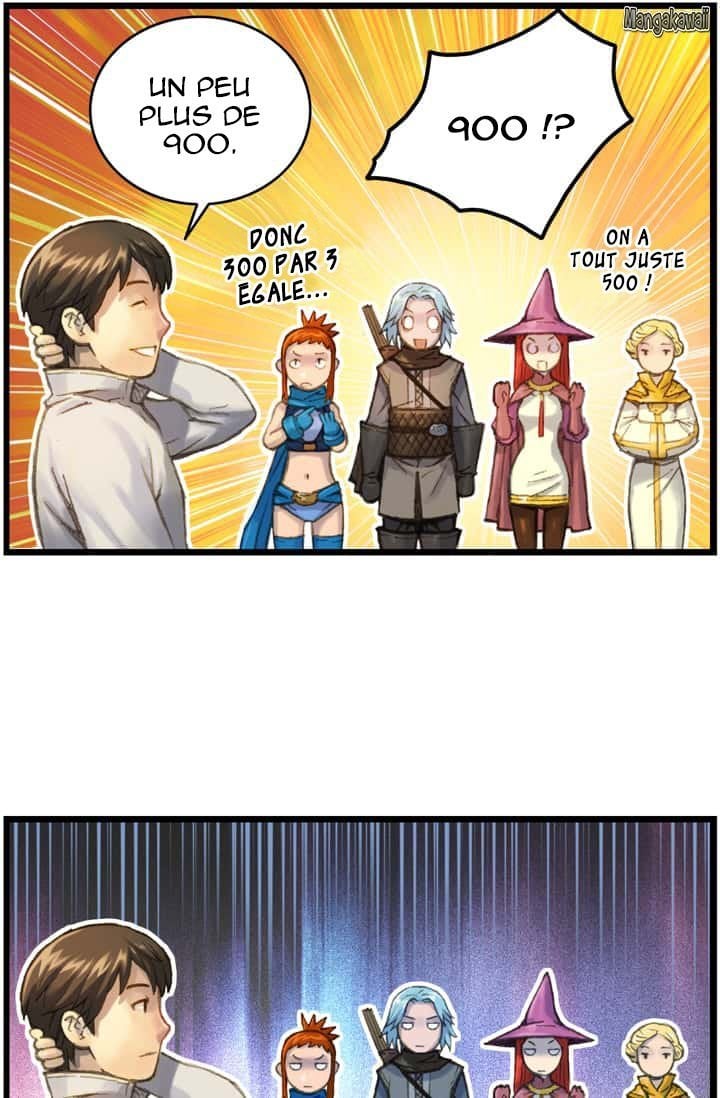 Mangakawaii
UN PEU
PLUS DE
900.
900 !?
DONC
300 PAR 3
ÉGALE...
ON A
TOUT JUSTE
500 !